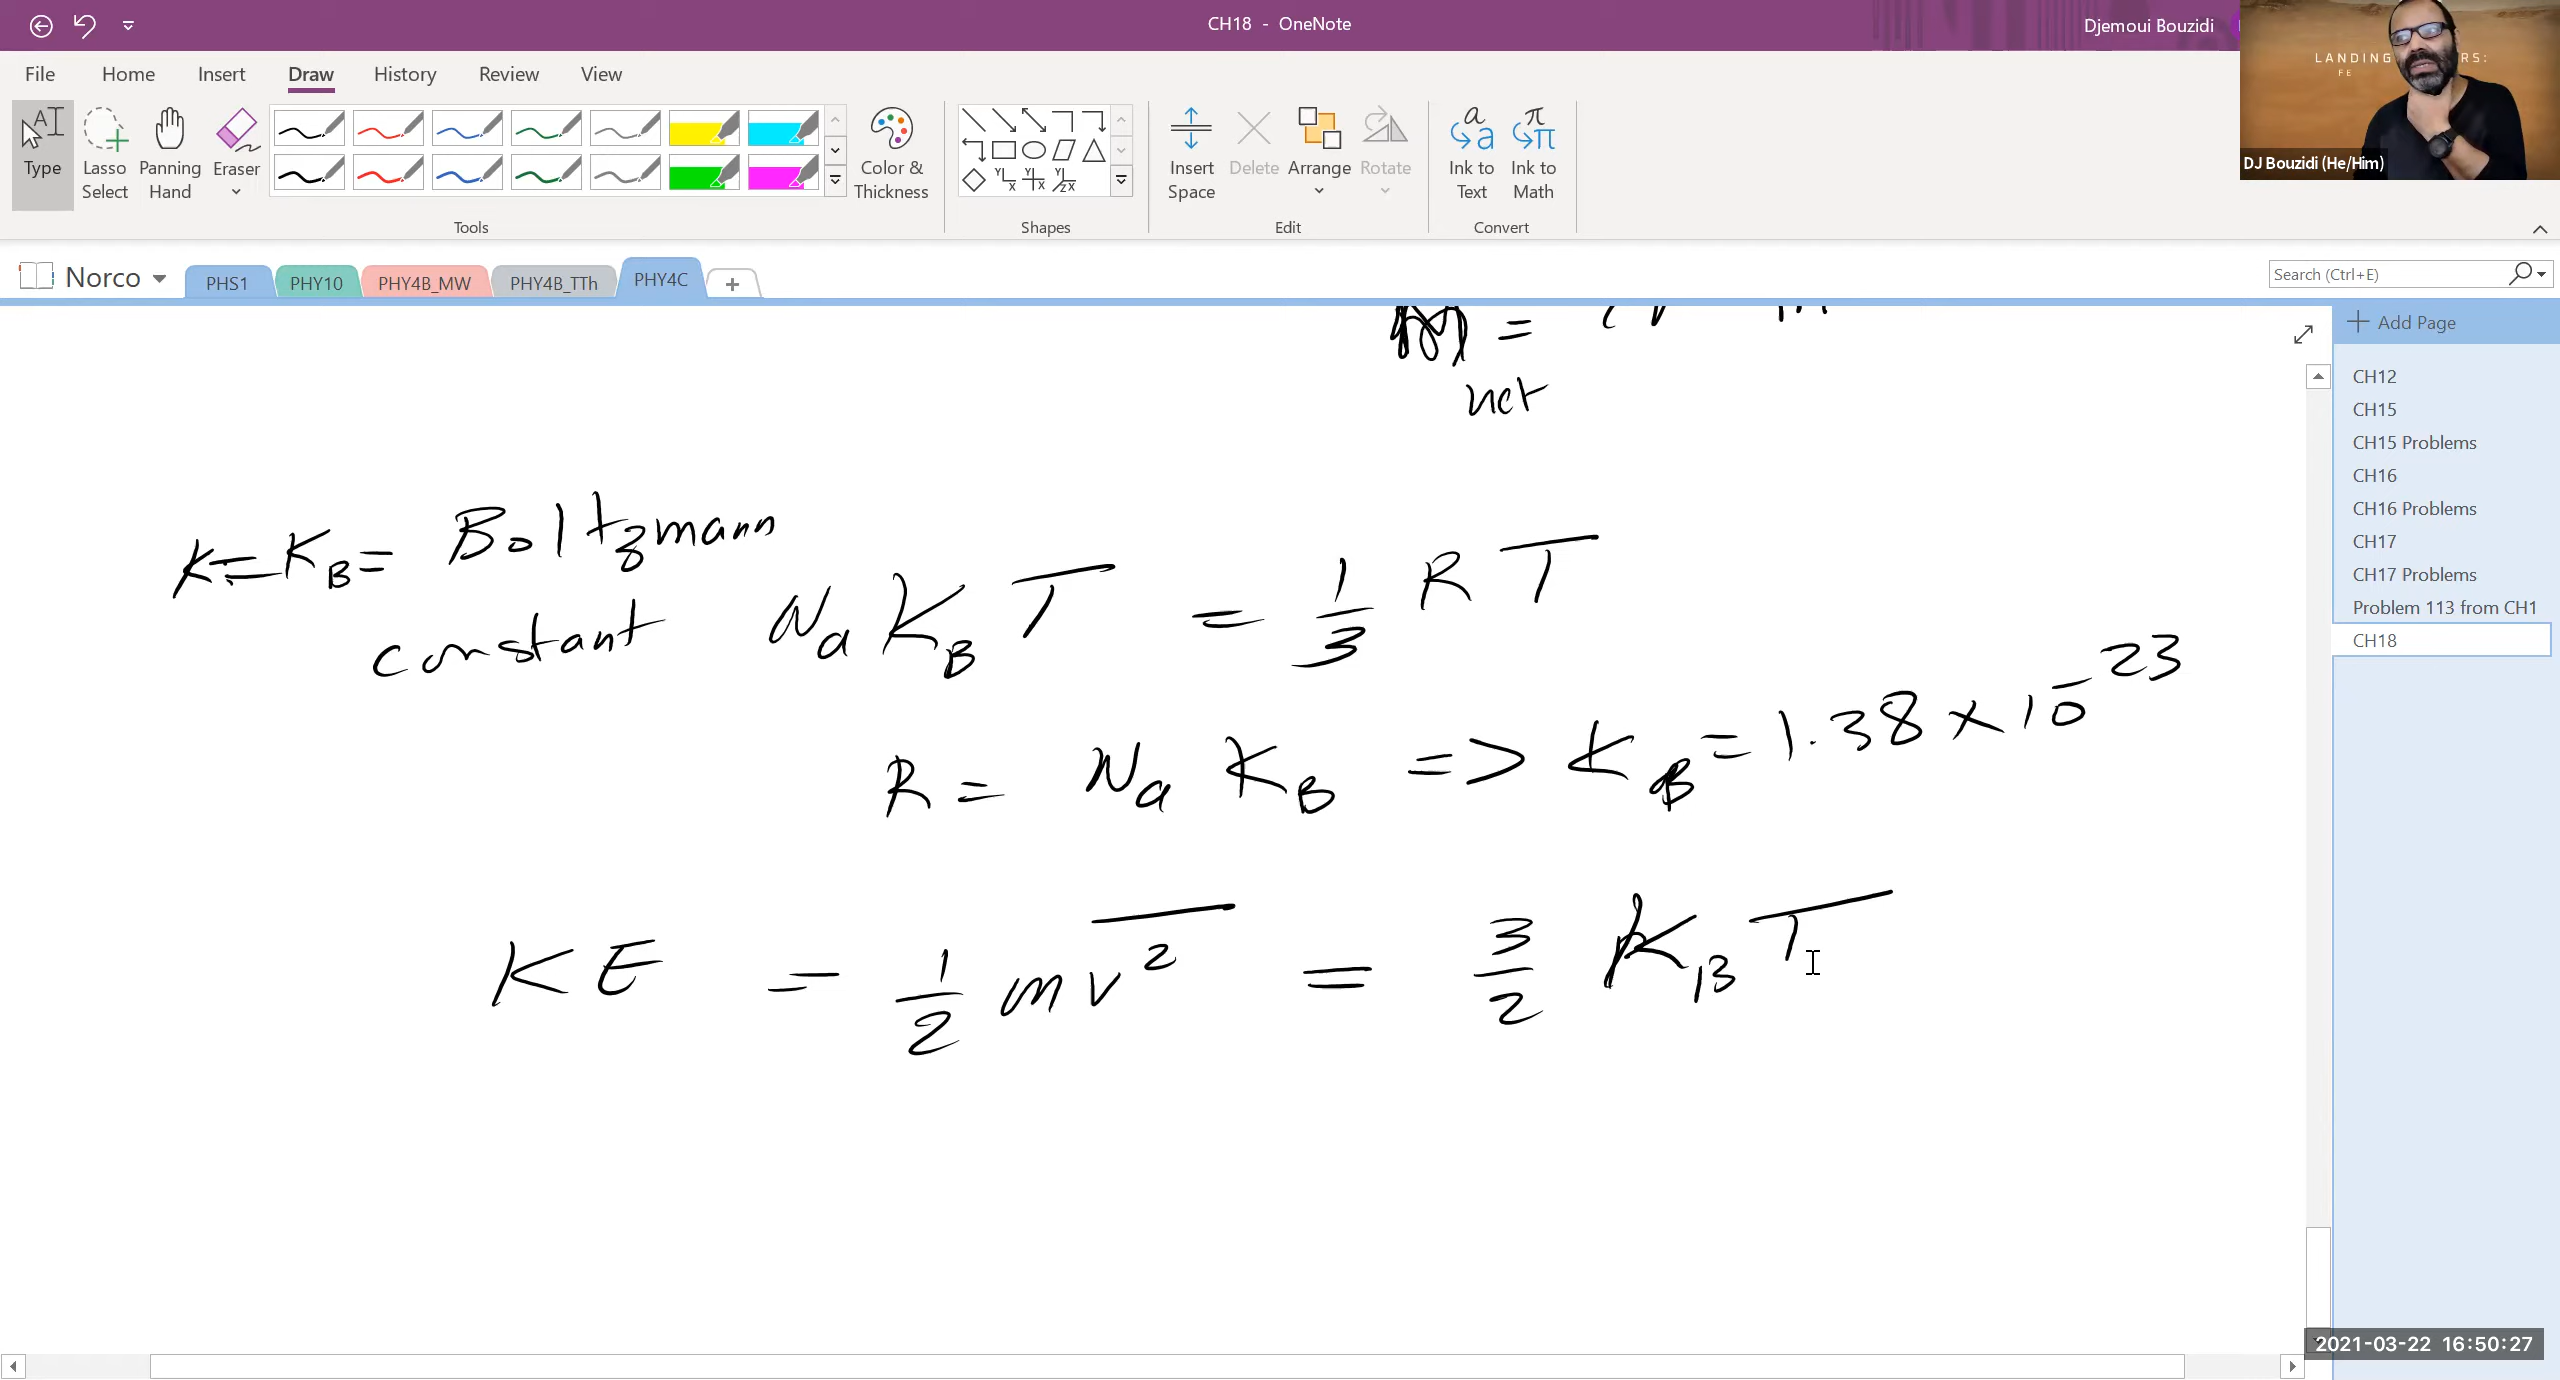 CH18 - OneNote
Djemoui Bouzidi
LANDING RS:
FE
DJ Bouzidi (He/Him)
File Home Insert Draw History Review View
Type
Lasso Select
Panning Hand
Eraser
Color & Thickness
Insert Space
Delete
Arrange
Rotate
Ink to Text
Ink to Math
Tools
Shapes
Edit
Convert
Norco
PHS1 PHY10 PHY4B_MW PHY4B_TTh PHY4C +
Search (Ctrl+E)
Add Page
CH12
CH15
CH15 Problems
CH16
CH16 Problems
CH17
CH17 Problems
Problem 113 from CH1
CH18
=
net
K = K_B = Boltzmann
constant
N_a K_B T = 1/3 R T
R = N_a K_B => K_B = 1.38 × 10^-23
KE = 1/2 m v^2 = 3/2 K_B T
2021-03-22 16:50:27